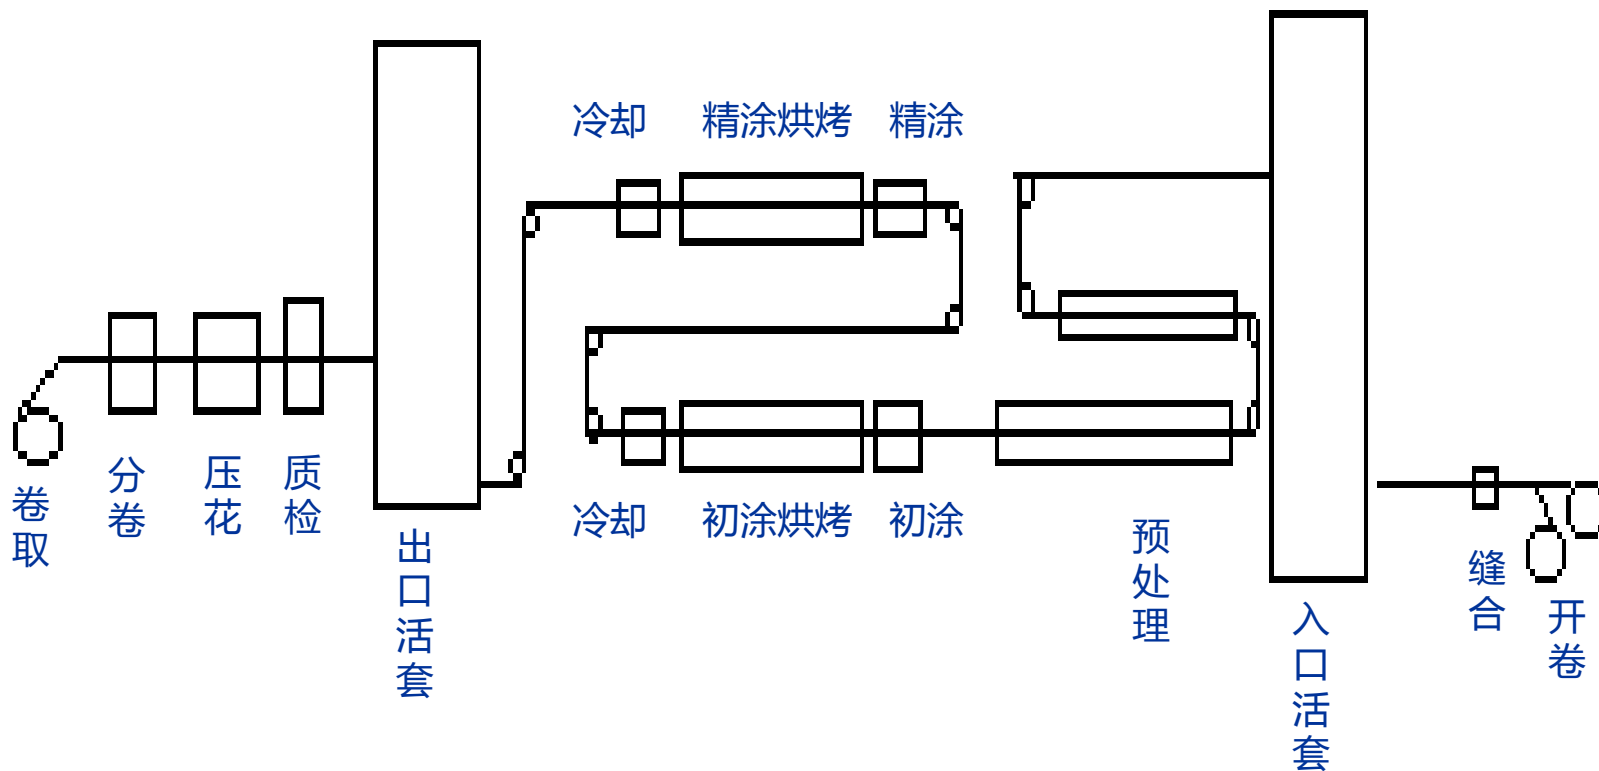 冷却
精涂烘烤
精涂
卷取
分卷
压花
质检
出口活套
冷却
初涂烘烤
初涂
预处理
入口活套
缝合
开卷